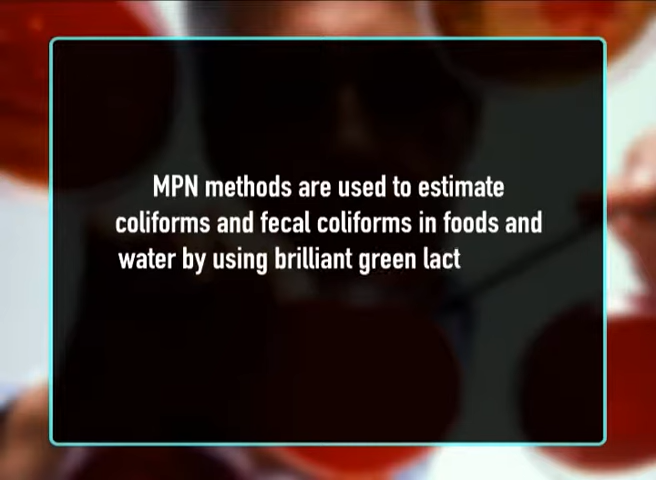 MPN methods are used to estimate
coliforms and fecal coliforms in foods and
water by using brilliant green lact